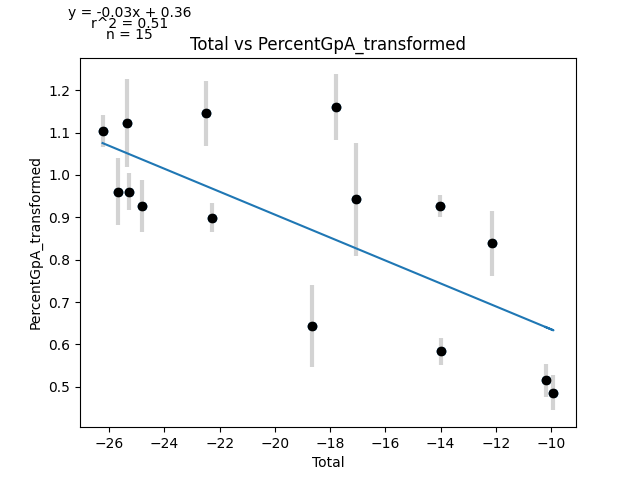 y = -0.03x + 0.36
r^2 = 0.51
n = 15
Total vs PercentGpA_transformed
PercentGpA_transformed
1.2
1.1
1.0
0.9
0.8
0.7
0.6
0.5
−26 −24 −22 −20 −18 −16 −14 −12 −10
Total